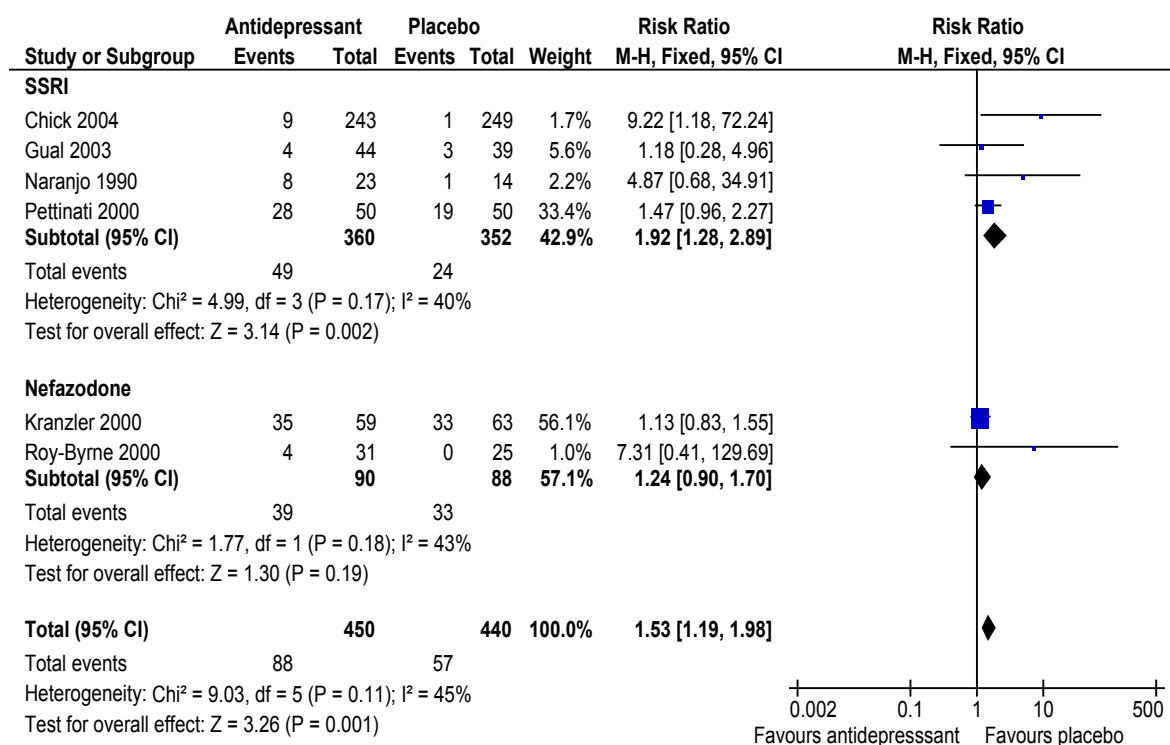 Antidepressant Placebo Risk Ratio Risk Ratio
Study or Subgroup Events Total Events Total Weight M-H, Fixed, 95% CI M-H, Fixed, 95% CI
SSRI
Chick 2004 9 243 1 249 1.7% 9.22 [1.18, 72.24]
Gual 2003 4 44 3 39 5.6% 1.18 [0.28, 4.96]
Naranjo 1990 8 23 1 14 2.2% 4.87 [0.68, 34.91]
Pettinati 2000 28 50 19 50 33.4% 1.47 [0.96, 2.27]
Subtotal (95% CI) 360 352 42.9% 1.92 [1.28, 2.89]
Total events 49 24
Heterogeneity: Chi² = 4.99, df = 3 (P = 0.17); I² = 40%
Test for overall effect: Z = 3.14 (P = 0.002)
Nefazodone
Kranzler 2000 35 59 33 63 56.1% 1.13 [0.83, 1.55]
Roy-Byrne 2000 4 31 0 25 1.0% 7.31 [0.41, 129.69]
Subtotal (95% CI) 90 88 57.1% 1.24 [0.90, 1.70]
Total events 39 33
Heterogeneity: Chi² = 1.77, df = 1 (P = 0.18); I² = 43%
Test for overall effect: Z = 1.30 (P = 0.19)
Total (95% CI) 450 440 100.0% 1.53 [1.19, 1.98]
Total events 88 57
Heterogeneity: Chi² = 9.03, df = 5 (P = 0.11); I² = 45%
Test for overall effect: Z = 3.26 (P = 0.001)
0.002 0.1 1 10 500
Favours antidepresssant Favours placebo